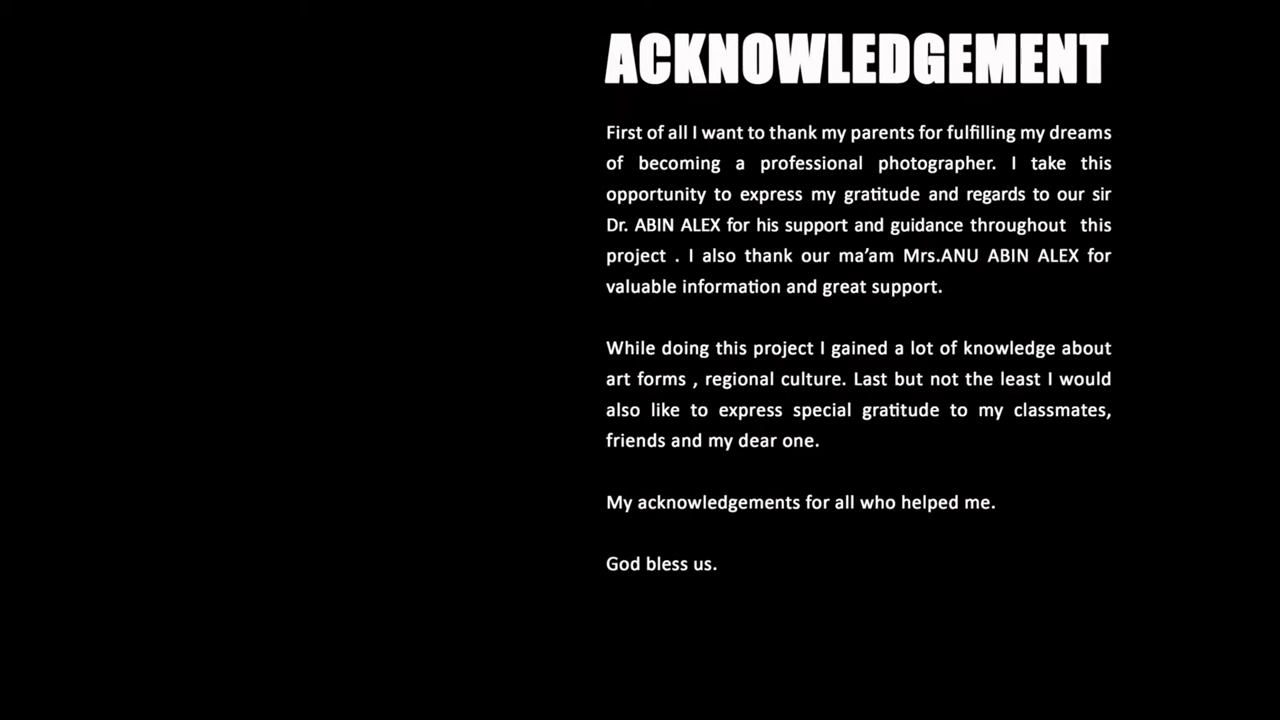 ACKNOWLEDGEMENT
First of all I want to thank my parents for fulfilling my dreams
of becoming a professional photographer. I take this
opportunity to express my gratitude and regards to our sir
Dr. ABIN ALEX for his support and guidance throughout  this
project . I also thank our ma’am Mrs.ANU ABIN ALEX for
valuable information and great support.
While doing this project I gained a lot of knowledge about
art forms , regional culture. Last but not the least I would
also like to express special gratitude to my classmates,
friends and my dear one.
My acknowledgements for all who helped me.
God bless us.